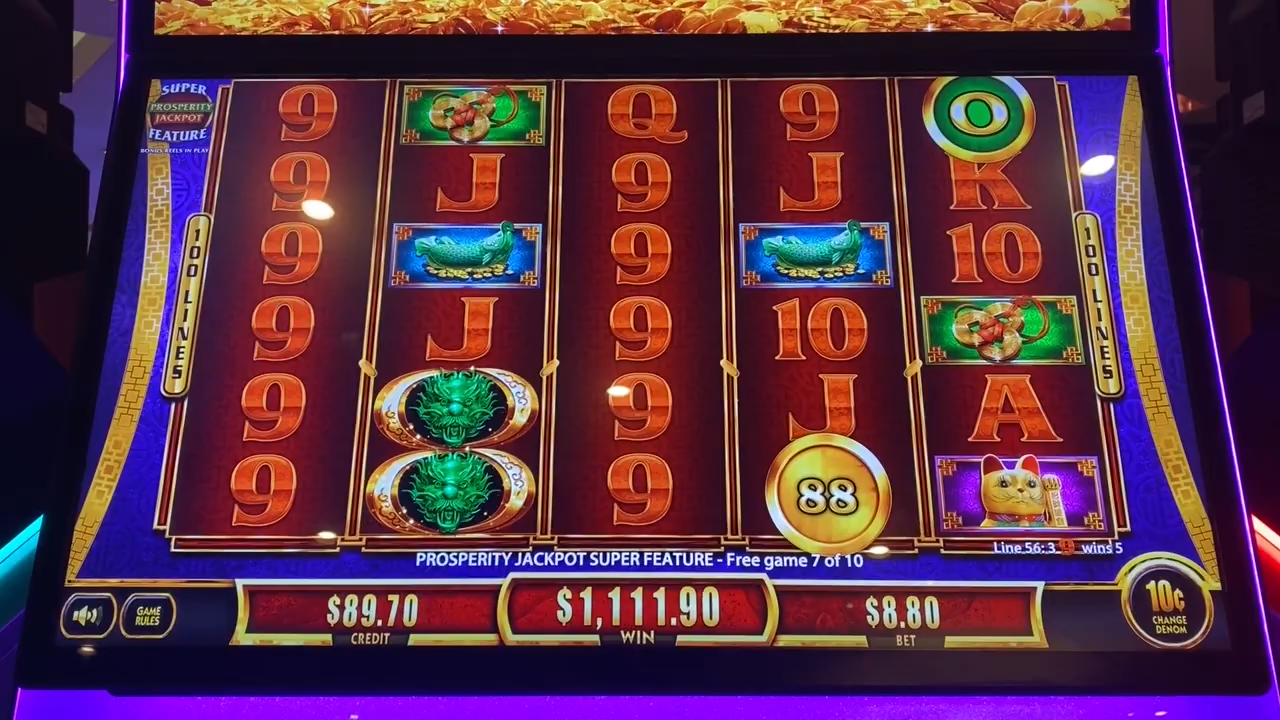 SUPER
PROSPERITY
JACKPOT
FEATURE
BONUS REELS IN PLAY
9 Q 9 O
9 J 9 J K
9 9 10
9 J 9 10
9 9 J A
9 9 88
100 LINES
100 LINES
Line 56: 3 9 wins 5
PROSPERITY JACKPOT SUPER FEATURE - Free game 7 of 10
GAME
RULES
$89.70
CREDIT
$1,111.90
WIN
$8.80
BET
10¢
CHANGE
DENOM